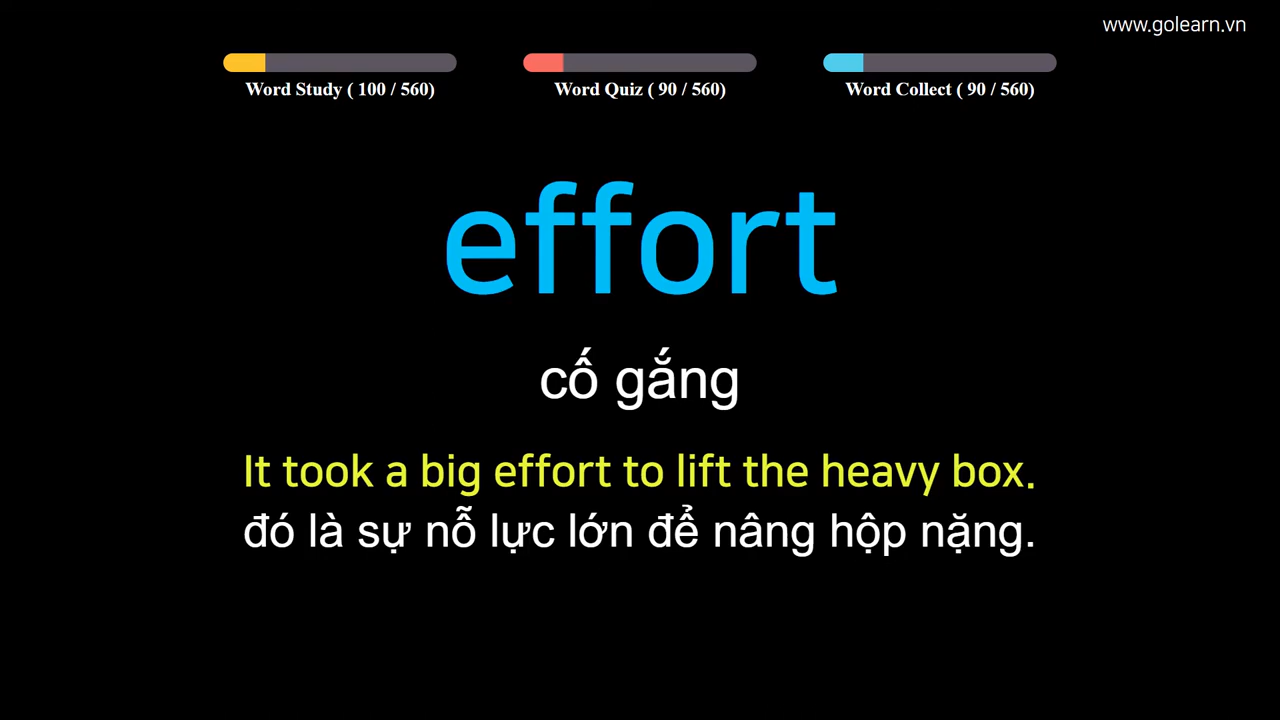 www.golearn.vn
Word Study ( 100 / 560)
Word Quiz ( 90 / 560)
Word Collect ( 90 / 560)
effort
cố gắng
It took a big effort to lift the heavy box.
đó là sự nỗ lực lớn để nâng hộp nặng.